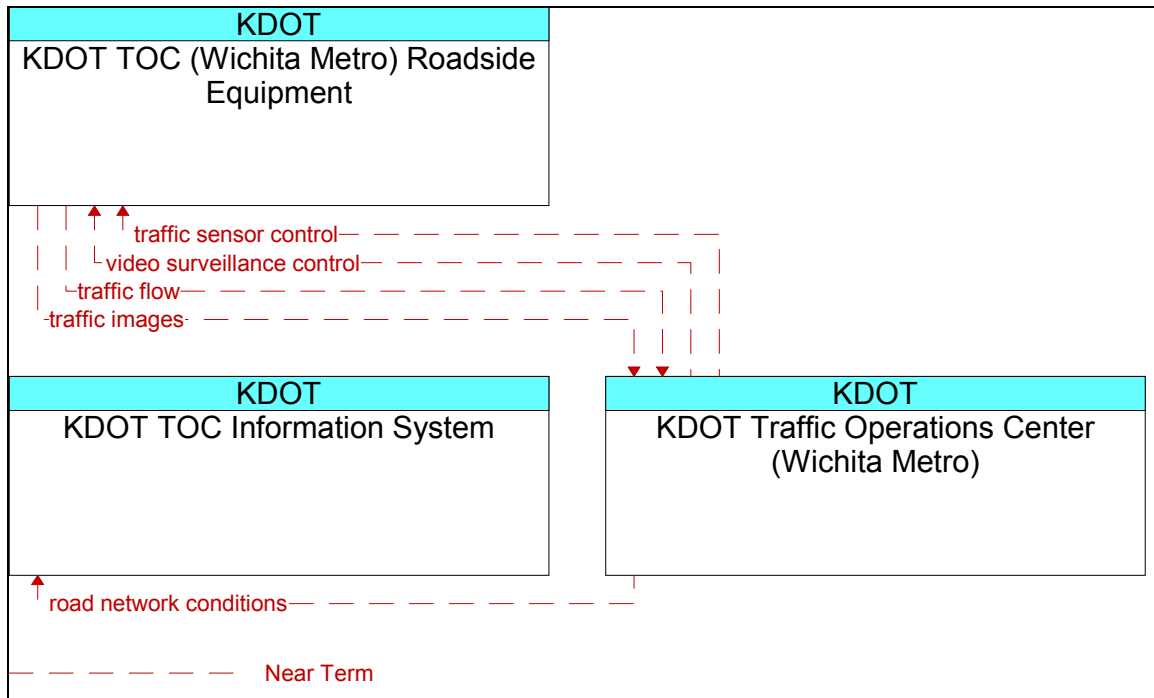 KDOT
KDOT TOC (Wichita Metro) Roadside
Equipment
traffic sensor control
video surveillance control
traffic flow
traffic images
KDOT
KDOT TOC Information System
KDOT
KDOT Traffic Operations Center
(Wichita Metro)
road network conditions
Near Term